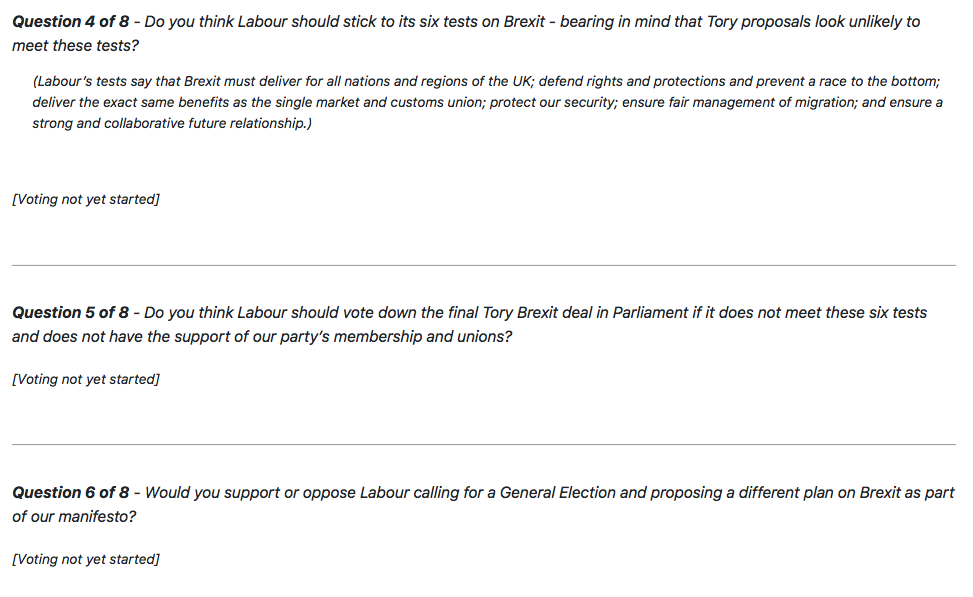 Question 4 of 8 - Do you think Labour should stick to its six tests on Brexit - bearing in mind that Tory proposals look unlikely to
meet these tests?
(Labour’s tests say that Brexit must deliver for all nations and regions of the UK; defend rights and protections and prevent a race to the bottom;
deliver the exact same benefits as the single market and customs union; protect our security; ensure fair management of migration; and ensure a
strong and collaborative future relationship.)
[Voting not yet started]
Question 5 of 8 - Do you think Labour should vote down the final Tory Brexit deal in Parliament if it does not meet these six tests
and does not have the support of our party’s membership and unions?
[Voting not yet started]
Question 6 of 8 - Would you support or oppose Labour calling for a General Election and proposing a different plan on Brexit as part
of our manifesto?
[Voting not yet started]